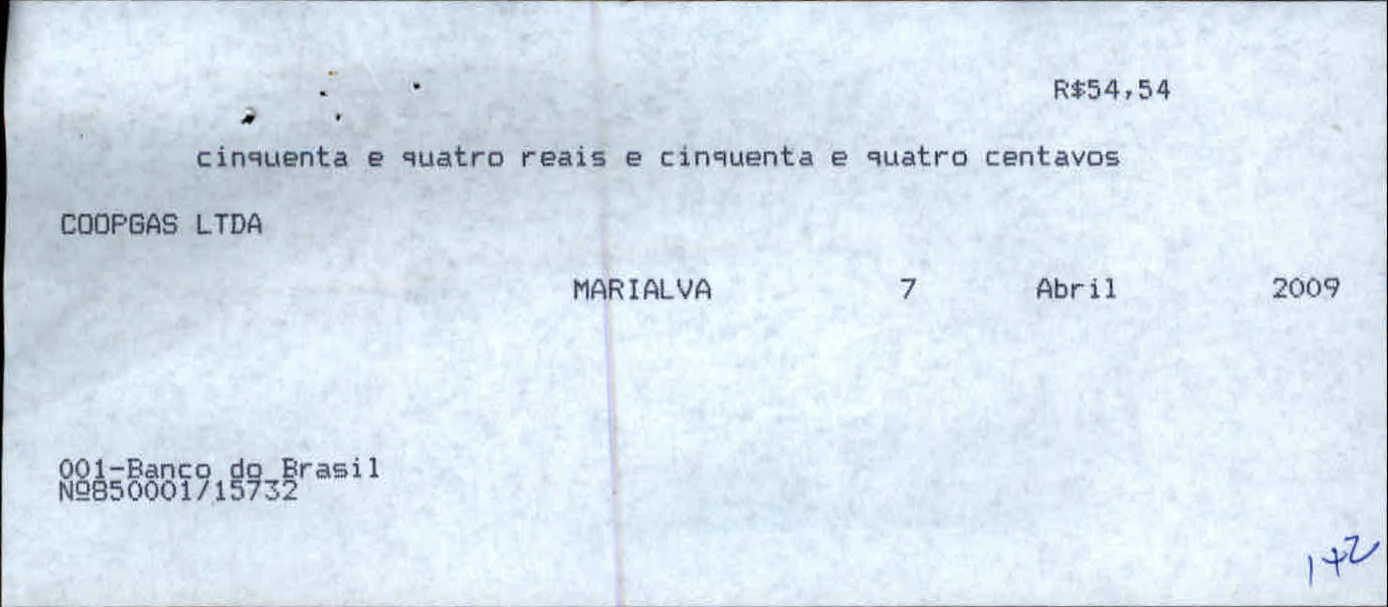 R$54,54
cinquenta e quatro reais e cinquenta e quatro centavos
COOPGAS LTDA
MARIALVA 7 Abril 2009
001-Banco do Brasil
Nº850001/15732